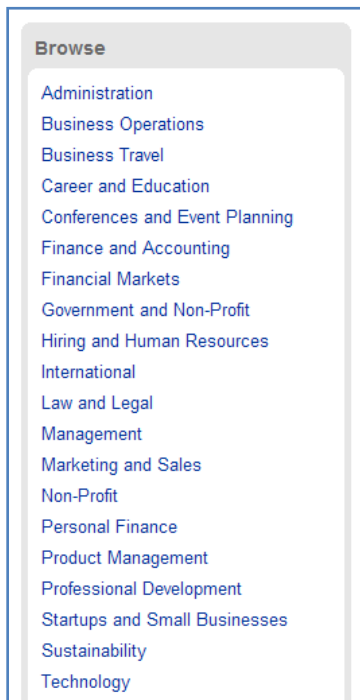 Browse
Administration
Business Operations
Business Travel
Career and Education
Conferences and Event Planning
Finance and Accounting
Financial Markets
Government and Non-Profit
Hiring and Human Resources
International
Law and Legal
Management
Marketing and Sales
Non-Profit
Personal Finance
Product Management
Professional Development
Startups and Small Businesses
Sustainability
Technology